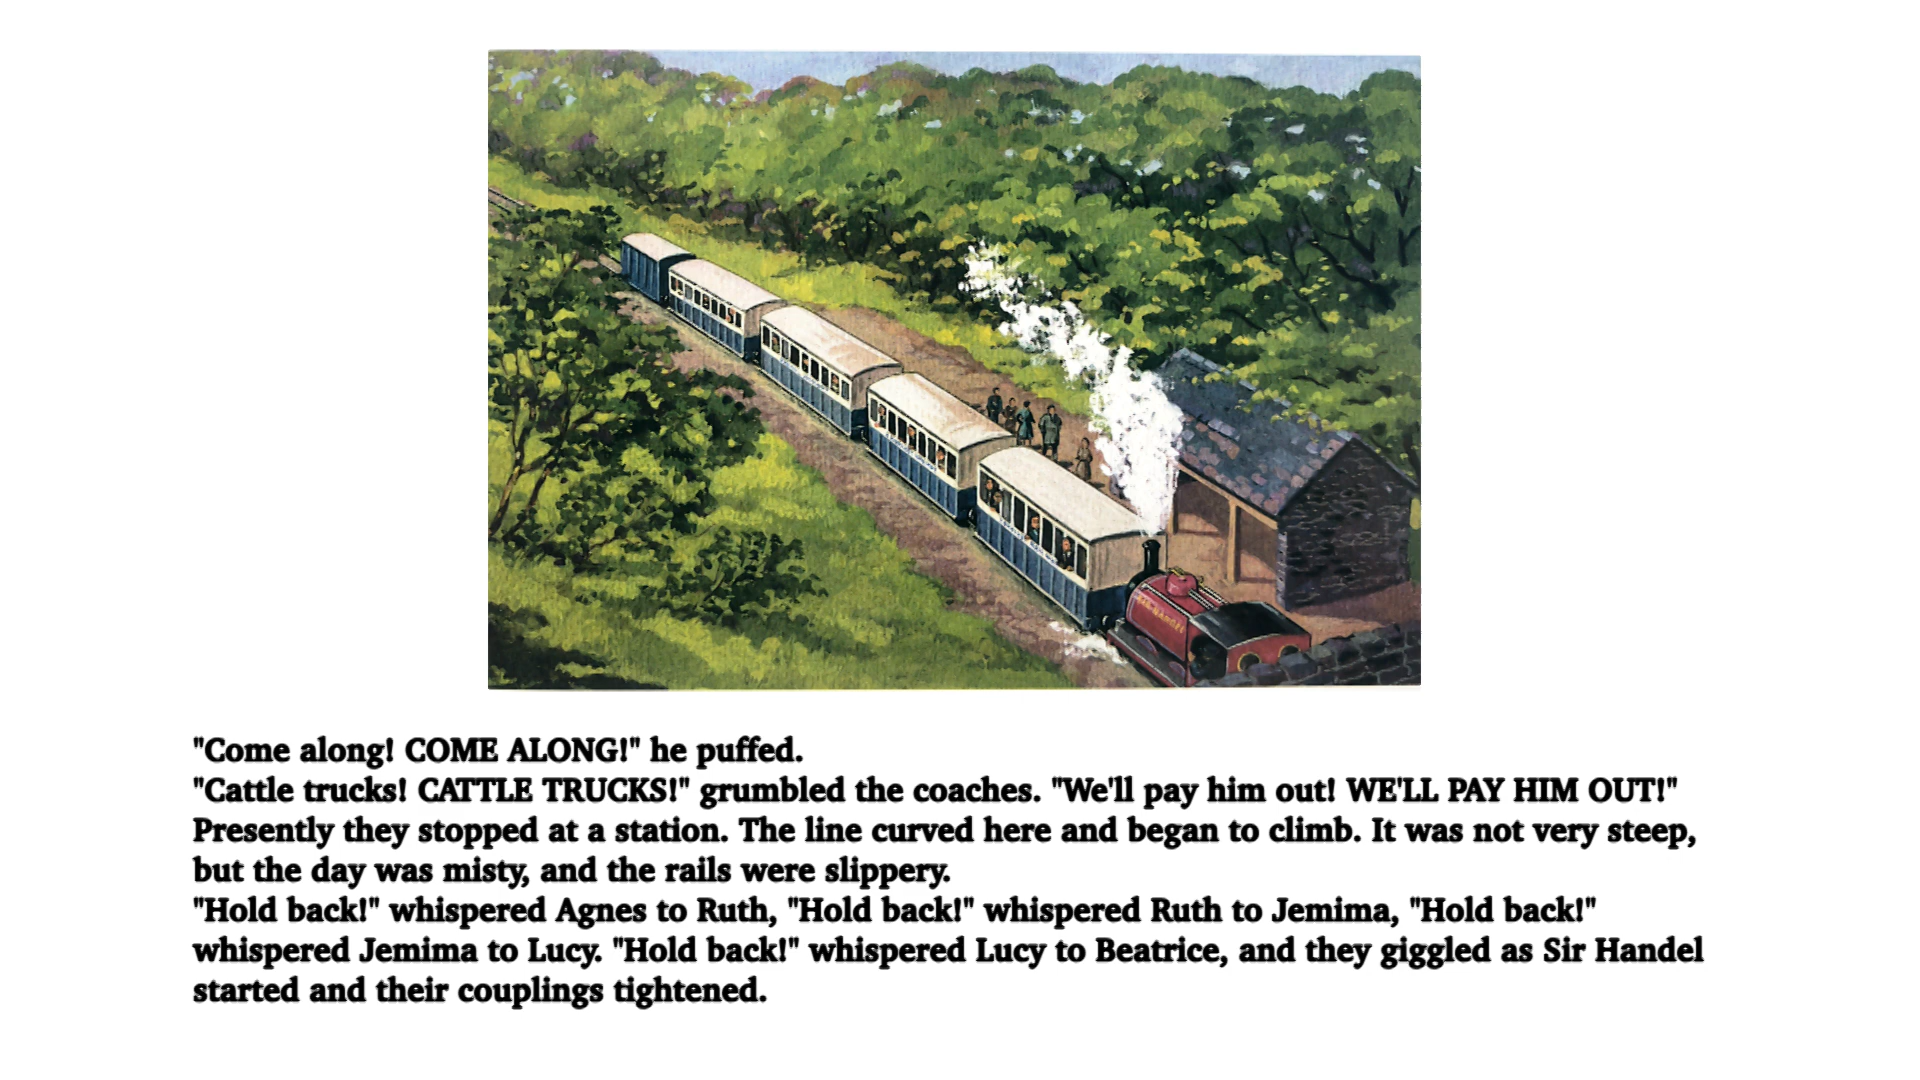 SIR HANDEL
"Come along! COME ALONG!" he puffed.
"Cattle trucks! CATTLE TRUCKS!" grumbled the coaches. "We'll pay him out! WE'LL PAY HIM OUT!"
Presently they stopped at a station. The line curved here and began to climb. It was not very steep,
but the day was misty, and the rails were slippery.
"Hold back!" whispered Agnes to Ruth, "Hold back!" whispered Ruth to Jemima, "Hold back!"
whispered Jemima to Lucy. "Hold back!" whispered Lucy to Beatrice, and they giggled as Sir Handel
started and their couplings tightened.